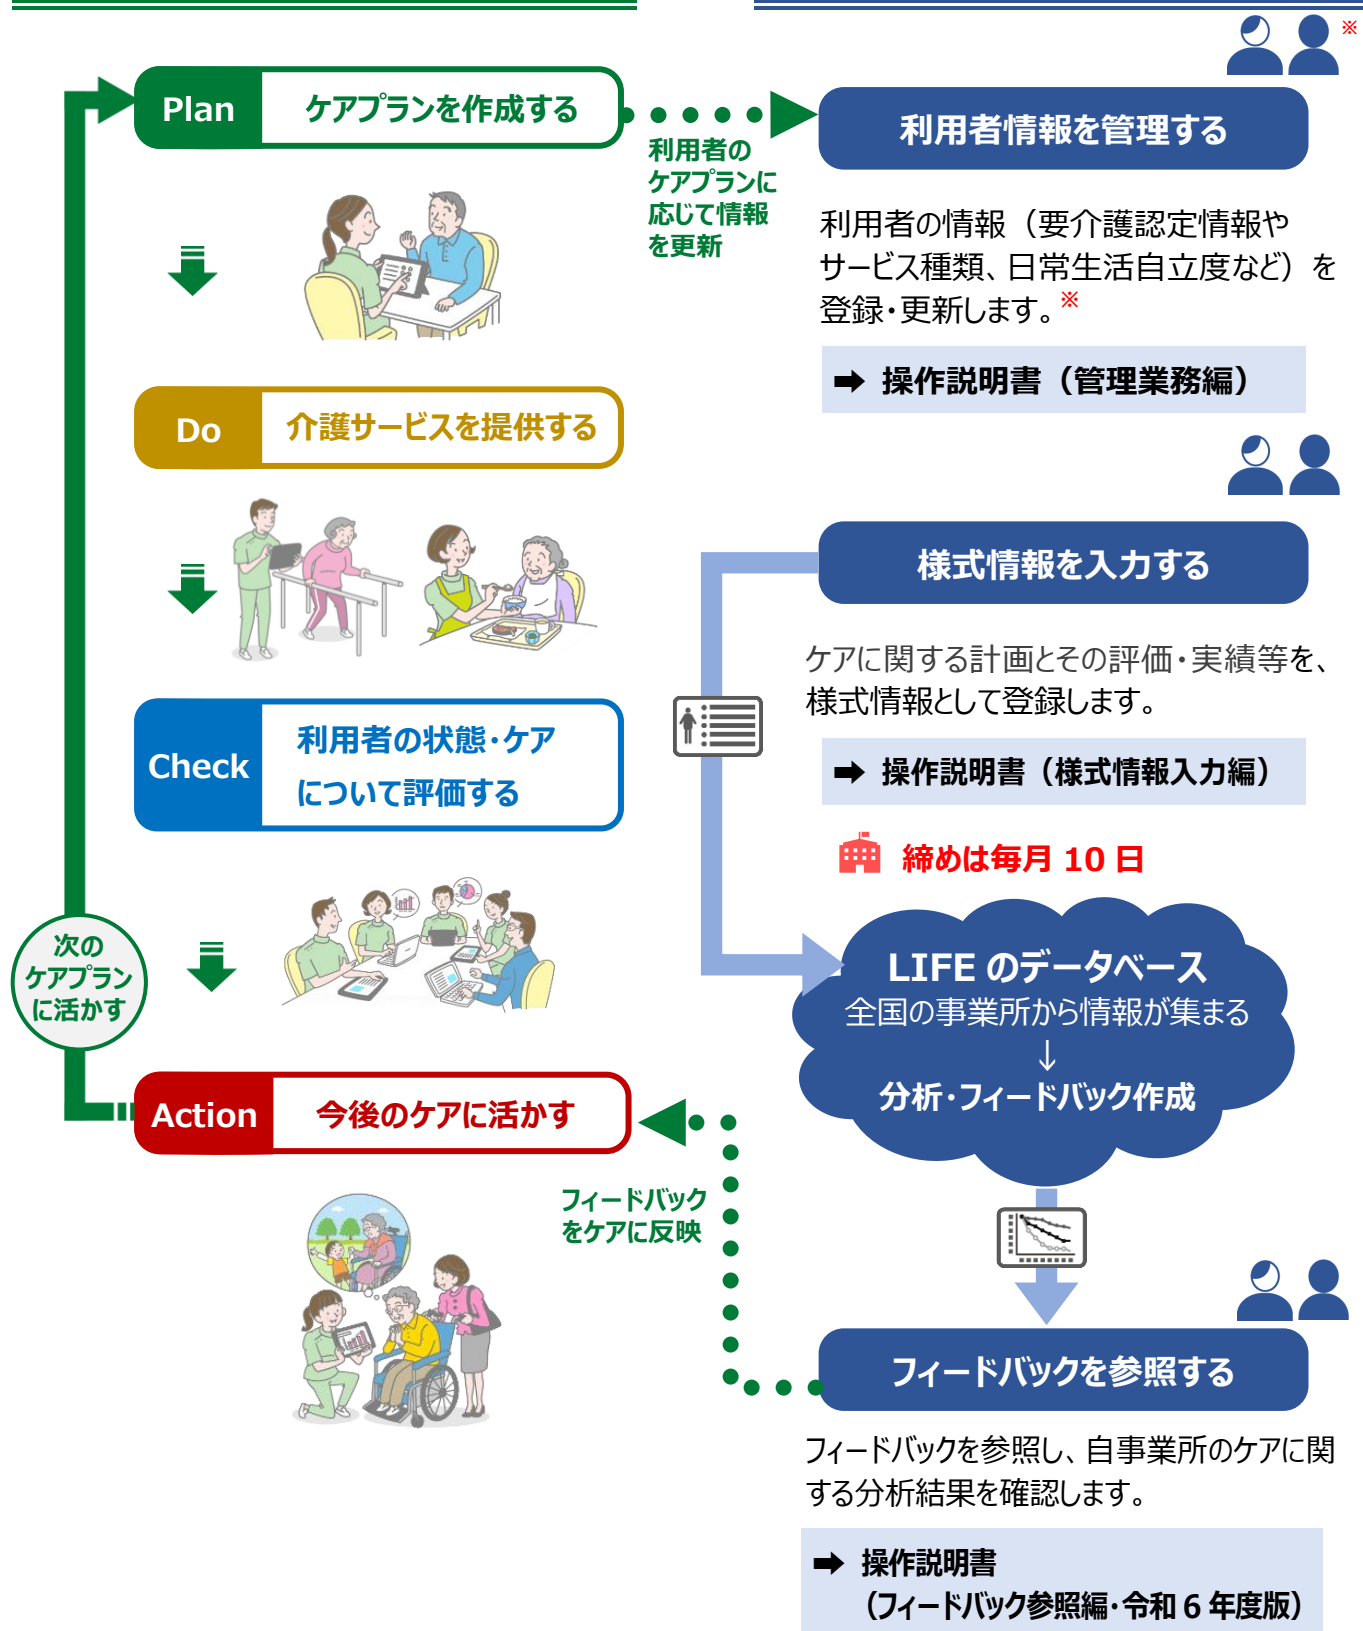 ※
Plan
ケアプランを作成する
利用者の
ケアプランに
応じて情報
を更新
利用者情報を管理する
利用者の情報（要介護認定情報や
サービス種類、日常生活自立度など）を
登録・更新します。※
➡ 操作説明書（管理業務編）
Do
介護サービスを提供する
様式情報を入力する
ケアに関する計画とその評価・実績等を、
様式情報として登録します。
➡ 操作説明書（様式情報入力編）
Check
利用者の状態・ケア
について評価する
締めは毎月 10 日
LIFE のデータベース
全国の事業所から情報が集まる
↓
分析・フィードバック作成
次の
ケアプラン
に活かす
Action
今後のケアに活かす
フィードバック
をケアに反映
フィードバックを参照する
フィードバックを参照し、自事業所のケアに関
する分析結果を確認します。
➡ 操作説明書
（フィードバック参照編・令和 6 年度版）